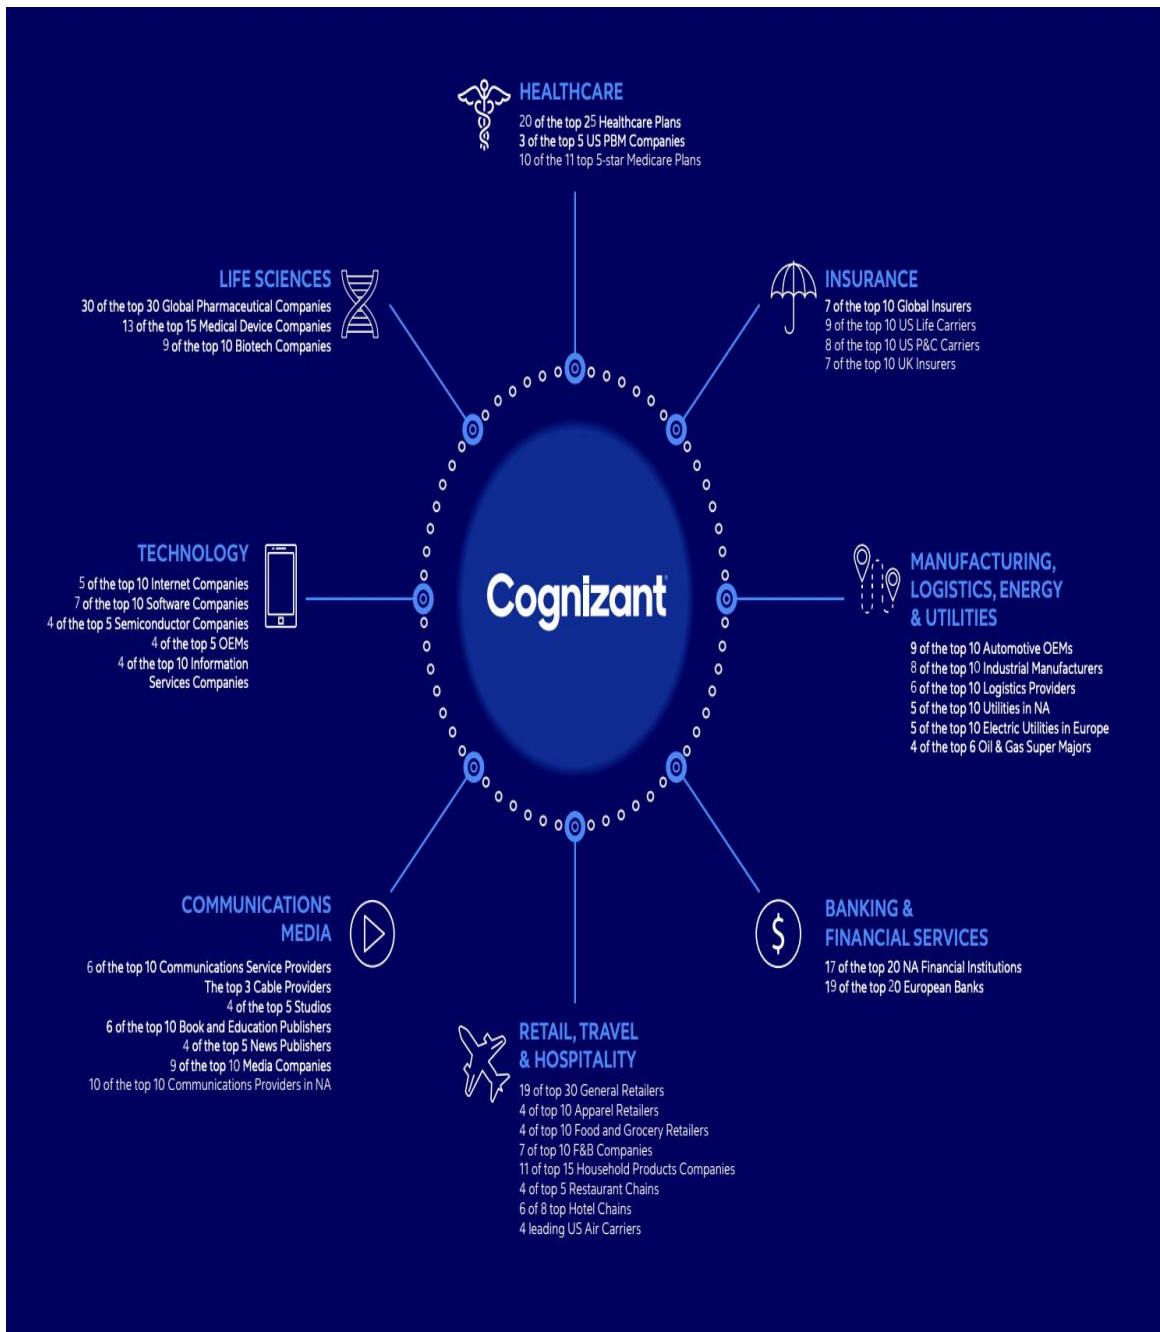 HEALTHCARE
20 of the top 25 Healthcare Plans
3 of the top 5 US PBM Companies
10 of the 11 top 5-star Medicare Plans
LIFE SCIENCES
30 of the top 30 Global Pharmaceutical Companies
13 of the top 15 Medical Device Companies
9 of the top 10 Biotech Companies
INSURANCE
7 of the top 10 Global Insurers
9 of the top 10 US Life Carriers
8 of the top 10 US P&C Carriers
7 of the top 10 UK Insurers
TECHNOLOGY
5 of the top 10 Internet Companies
7 of the top 10 Software Companies
4 of the top 5 Semiconductor Companies
4 of the top 5 OEMs
4 of the top 10 Information
Services Companies
Cognizant
MANUFACTURING,
LOGISTICS, ENERGY
& UTILITIES
9 of the top 10 Automotive OEMs
8 of the top 10 Industrial Manufacturers
6 of the top 10 Logistics Providers
5 of the top 10 Utilities in NA
5 of the top 10 Electric Utilities in Europe
4 of the top 6 Oil & Gas Super Majors
COMMUNICATIONS
MEDIA
6 of the top 10 Communications Service Providers
The top 3 Cable Providers
4 of the top 5 Studios
6 of the top 10 Book and Education Publishers
4 of the top 5 News Publishers
9 of the top 10 Media Companies
10 of the top 10 Communications Providers in NA
BANKING &
FINANCIAL SERVICES
17 of the top 20 NA Financial Institutions
19 of the top 20 European Banks
RETAIL, TRAVEL
& HOSPITALITY
19 of top 30 General Retailers
4 of top 10 Apparel Retailers
4 of top 10 Food and Grocery Retailers
7 of top 10 F&B Companies
11 of top 15 Household Products Companies
4 of top 5 Restaurant Chains
6 of 8 top Hotel Chains
4 leading US Air Carriers